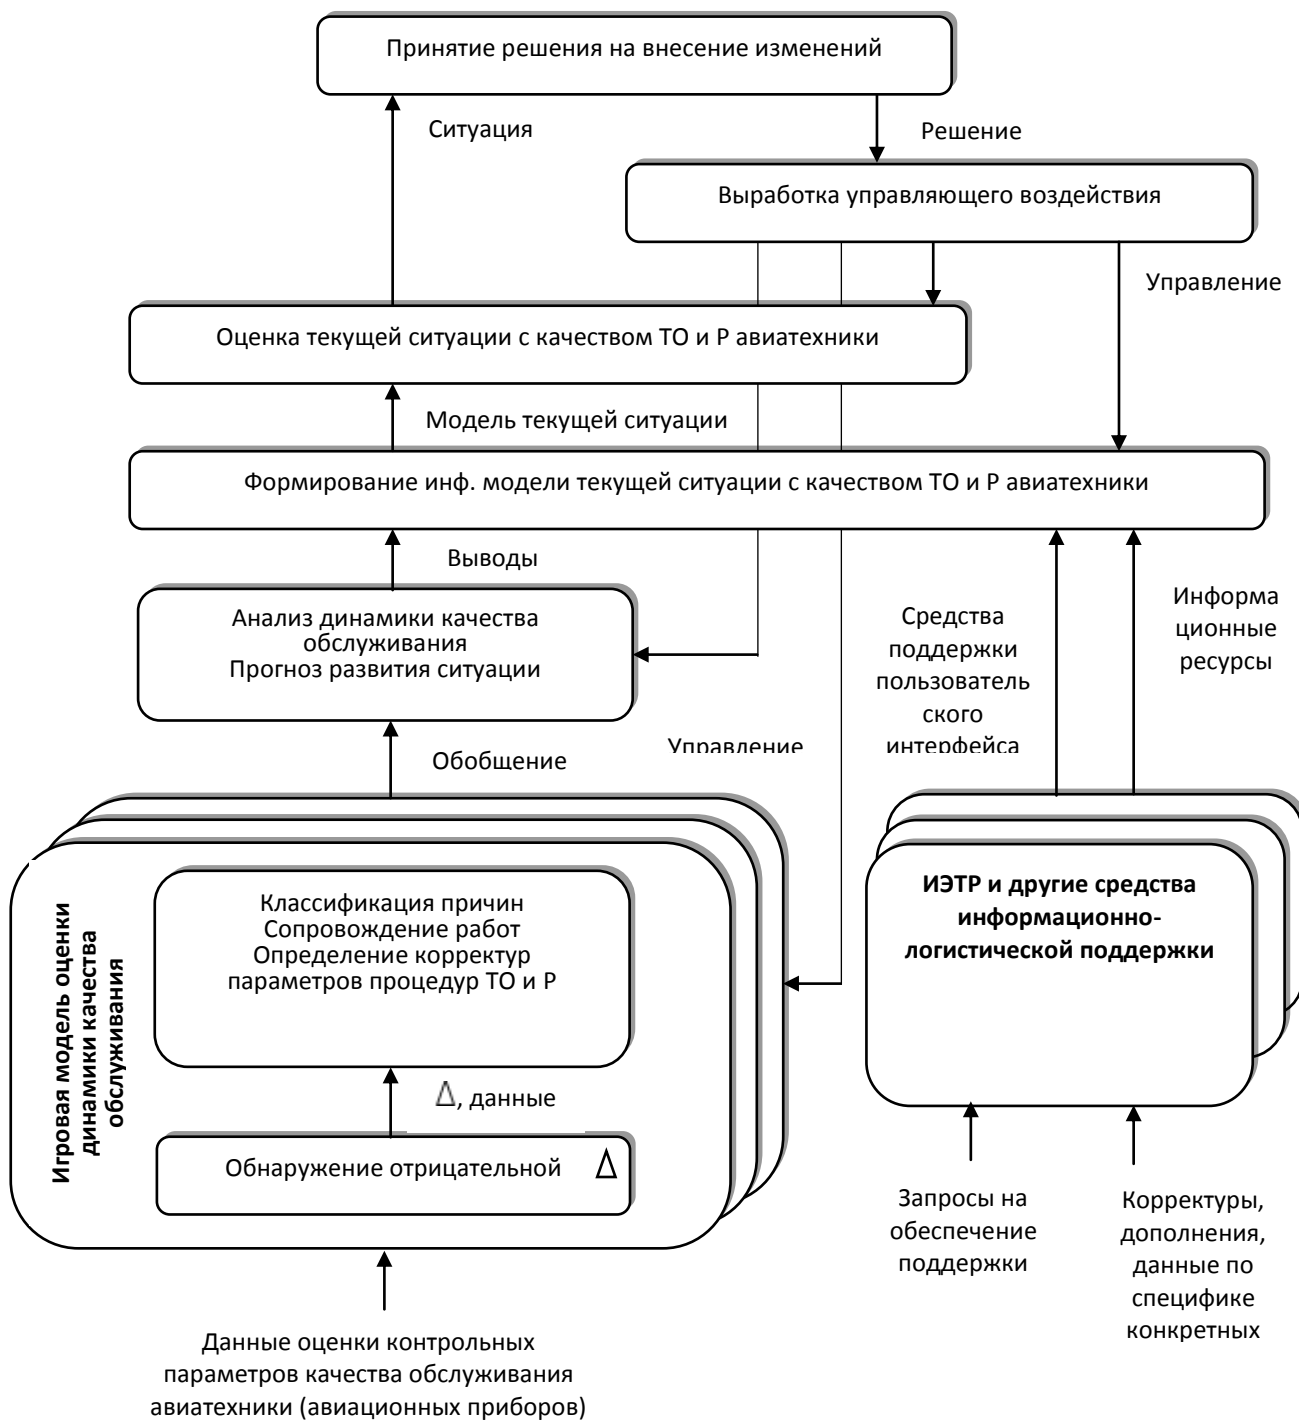 Принятие решения на внесение изменений
Ситуация
Решение
Выработка управляющего воздействия
Управление
Оценка текущей ситуации с качеством ТО и Р авиатехники
Модель текущей ситуации
Формирование инф. модели текущей ситуации с качеством ТО и Р авиатехники
Выводы
Анализ динамики качества
обслуживания
Прогноз развития ситуации
Средства
поддержки
пользователь
ского
интерфейса
Информа
ционные
ресурсы
Обобщение
Управление
Игровая модель оценки
динамики качества
обслуживания
Классификация причин
Сопровождение работ
Определение корректур
параметров процедур ТО и Р
Δ, данные
Обнаружение отрицательной Δ
ИЭТР и другие средства
информационно-
логистической поддержки
Запросы на
обеспечение
поддержки
Корректуры,
дополнения,
данные по
специфике
конкретных
Данные оценки контрольных
параметров качества обслуживания
авиатехники (авиационных приборов)